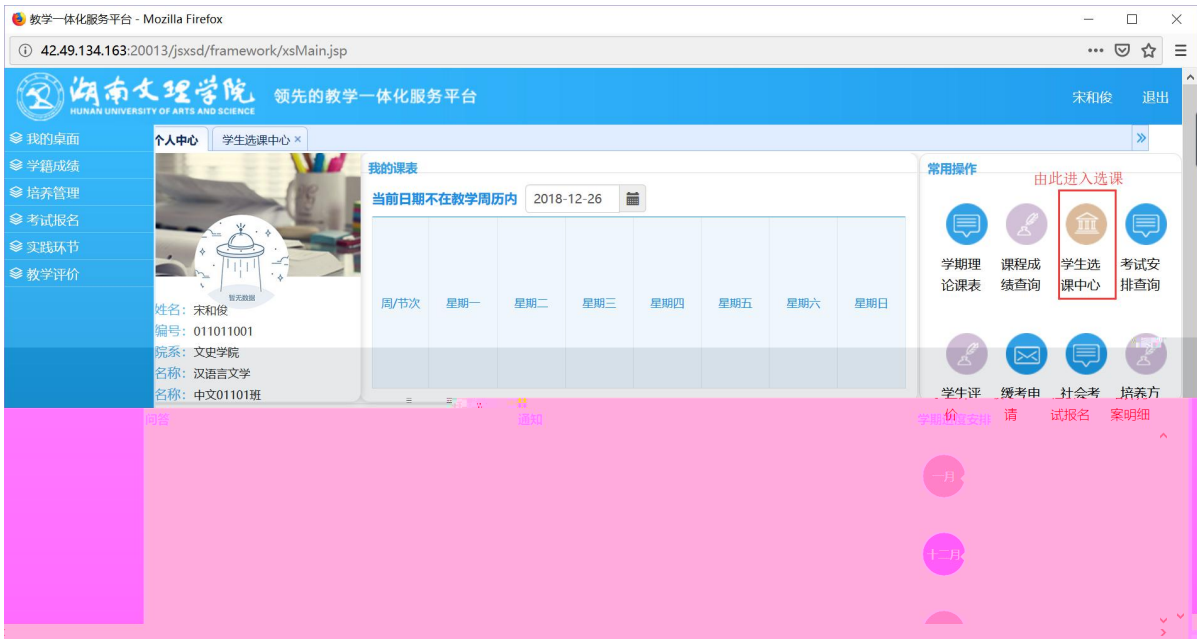 教学一体化服务平台 - Mozilla Firefox
42.49.134.163:20013/jsxsd/framework/xsMain.jsp
湖南文理学院
HUNAN UNIVERSITY OF ARTS AND SCIENCE
领先的教学一体化服务平台
宋和俊 退出
我的桌面
学籍成绩
培养管理
考试报名
实践环节
教学评价
个人中心 学生选课中心 ×
暂无数据
姓名：宋和俊
编号：011011001
院系：文史学院
名称：汉语言文学
名称：中文01101班
我的课表
当前日期不在教学周历内 2018-12-26
周/节次 星期一 星期二 星期三 星期四 星期五 星期六 星期日
常用操作
由此进入选课
学期理论课表
课程成绩查询
学生选课中心
考试安排查询
学生评价
缓考申请
社会考试报名
培养方案明细
问答
通知
一月
十二月